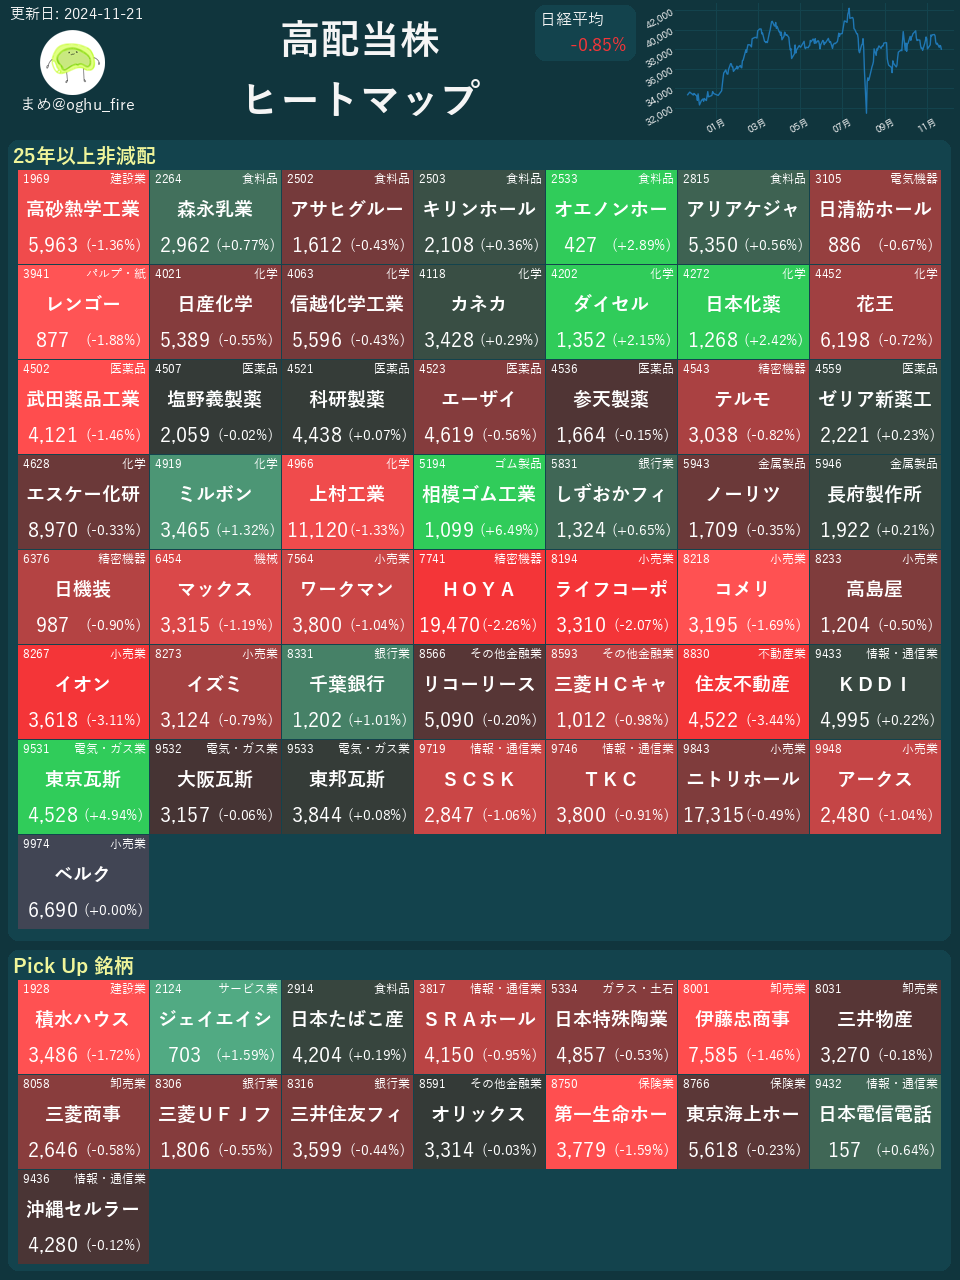 更新日: 2024-11-21
まめ@oghu_fire
高配当株
ヒートマップ
日経平均
-0.85%
42,000
40,000
38,000
36,000
34,000
32,000
01月 03月 05月 07月 09月 11月
25年以上非減配
1969 建設業
高砂熱学工業
5,963 (-1.36%)
2264 食料品
森永乳業
2,962 (+0.77%)
2502 食料品
アサヒグルー
1,612 (-0.43%)
2503 食料品
キリンホール
2,108 (+0.36%)
2533 食料品
オエノンホー
427 (+2.89%)
2815 食料品
アリアケジャ
5,350 (+0.56%)
3105 電気機器
日清紡ホール
886 (-0.67%)
3941 パルプ・紙
レンゴー
877 (-1.88%)
4021 化学
日産化学
5,389 (-0.55%)
4063 化学
信越化学工業
5,596 (-0.43%)
4118 化学
カネカ
3,428 (+0.29%)
4202 化学
ダイセル
1,352 (+2.15%)
4272 化学
日本化薬
1,268 (+2.42%)
4452 化学
花王
6,198 (-0.72%)
4502 医薬品
武田薬品工業
4,121 (-1.46%)
4507 医薬品
塩野義製薬
2,059 (-0.02%)
4521 医薬品
科研製薬
4,438 (+0.07%)
4523 医薬品
エーザイ
4,619 (-0.56%)
4536 医薬品
参天製薬
1,664 (-0.15%)
4543 精密機器
テルモ
3,038 (-0.82%)
4559 医薬品
ゼリア新薬工
2,221 (+0.23%)
4628 化学
エスケー化研
8,970 (-0.33%)
4919 化学
ミルボン
3,465 (+1.32%)
4966 化学
上村工業
11,120 (-1.33%)
5194 ゴム製品
相模ゴム工業
1,099 (+6.49%)
5831 銀行業
しずおかフィ
1,324 (+0.65%)
5943 金属製品
ノーリツ
1,709 (-0.35%)
5946 金属製品
長府製作所
1,922 (+0.21%)
6376 精密機器
日機装
987 (-0.90%)
6454 機械
マックス
3,315 (-1.19%)
7564 小売業
ワークマン
3,800 (-1.04%)
7741 精密機器
ＨＯＹＡ
19,470 (-2.26%)
8194 小売業
ライフコーポ
3,310 (-2.07%)
8218 小売業
コメリ
3,195 (-1.69%)
8233 小売業
高島屋
1,204 (-0.50%)
8267 小売業
イオン
3,618 (-3.11%)
8273 小売業
イズミ
3,124 (-0.79%)
8331 銀行業
千葉銀行
1,202 (+1.01%)
8566 その他金融業
リコーリース
5,090 (-0.20%)
8593 その他金融業
三菱ＨＣキャ
1,012 (-0.98%)
8830 不動産業
住友不動産
4,522 (-3.44%)
9433 情報・通信業
ＫＤＤＩ
4,995 (+0.22%)
9531 電気・ガス業
東京瓦斯
4,528 (+4.94%)
9532 電気・ガス業
大阪瓦斯
3,157 (-0.06%)
9533 電気・ガス業
東邦瓦斯
3,844 (+0.08%)
9719 情報・通信業
ＳＣＳＫ
2,847 (-1.06%)
9746 情報・通信業
ＴＫＣ
3,800 (-0.91%)
9843 小売業
ニトリホール
17,315 (-0.49%)
9948 小売業
アークス
2,480 (-1.04%)
9974 小売業
ベルク
6,690 (+0.00%)
Pick Up 銘柄
1928 建設業
積水ハウス
3,486 (-1.72%)
2124 サービス業
ジェイエイシ
703 (+1.59%)
2914 食料品
日本たばこ産
4,204 (+0.19%)
3817 情報・通信業
ＳＲＡホール
4,150 (-0.95%)
5334 ガラス・土石
日本特殊陶業
4,857 (-0.53%)
8001 卸売業
伊藤忠商事
7,585 (-1.46%)
8031 卸売業
三井物産
3,270 (-0.18%)
8058 卸売業
三菱商事
2,646 (-0.58%)
8306 銀行業
三菱ＵＦＪフ
1,806 (-0.55%)
8316 銀行業
三井住友フィ
3,599 (-0.44%)
8591 その他金融業
オリックス
3,314 (-0.03%)
8750 保険業
第一生命ホー
3,779 (-1.59%)
8766 保険業
東京海上ホー
5,618 (-0.23%)
9432 情報・通信業
日本電信電話
157 (+0.64%)
9436 情報・通信業
沖縄セルラー
4,280 (-0.12%)